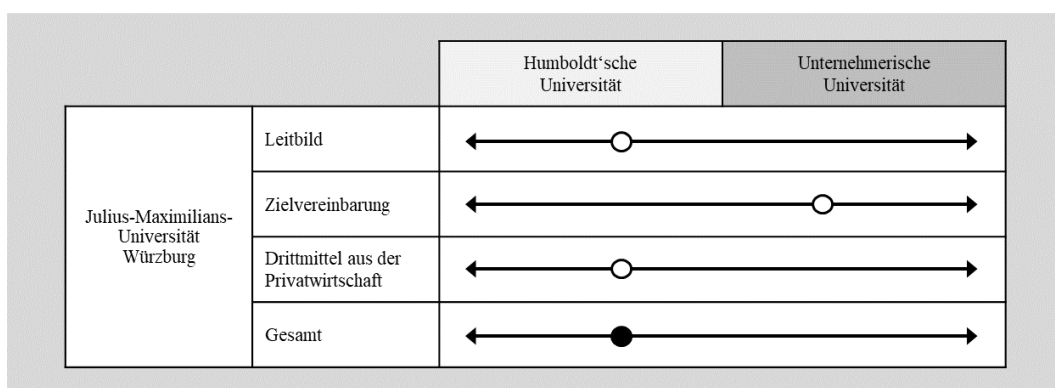 Humboldt‘sche
Universität
Unternehmerische
Universität
Julius-Maximilians-
Universität
Würzburg
Leitbild
Zielvereinbarung
Drittmittel aus der
Privatwirtschaft
Gesamt